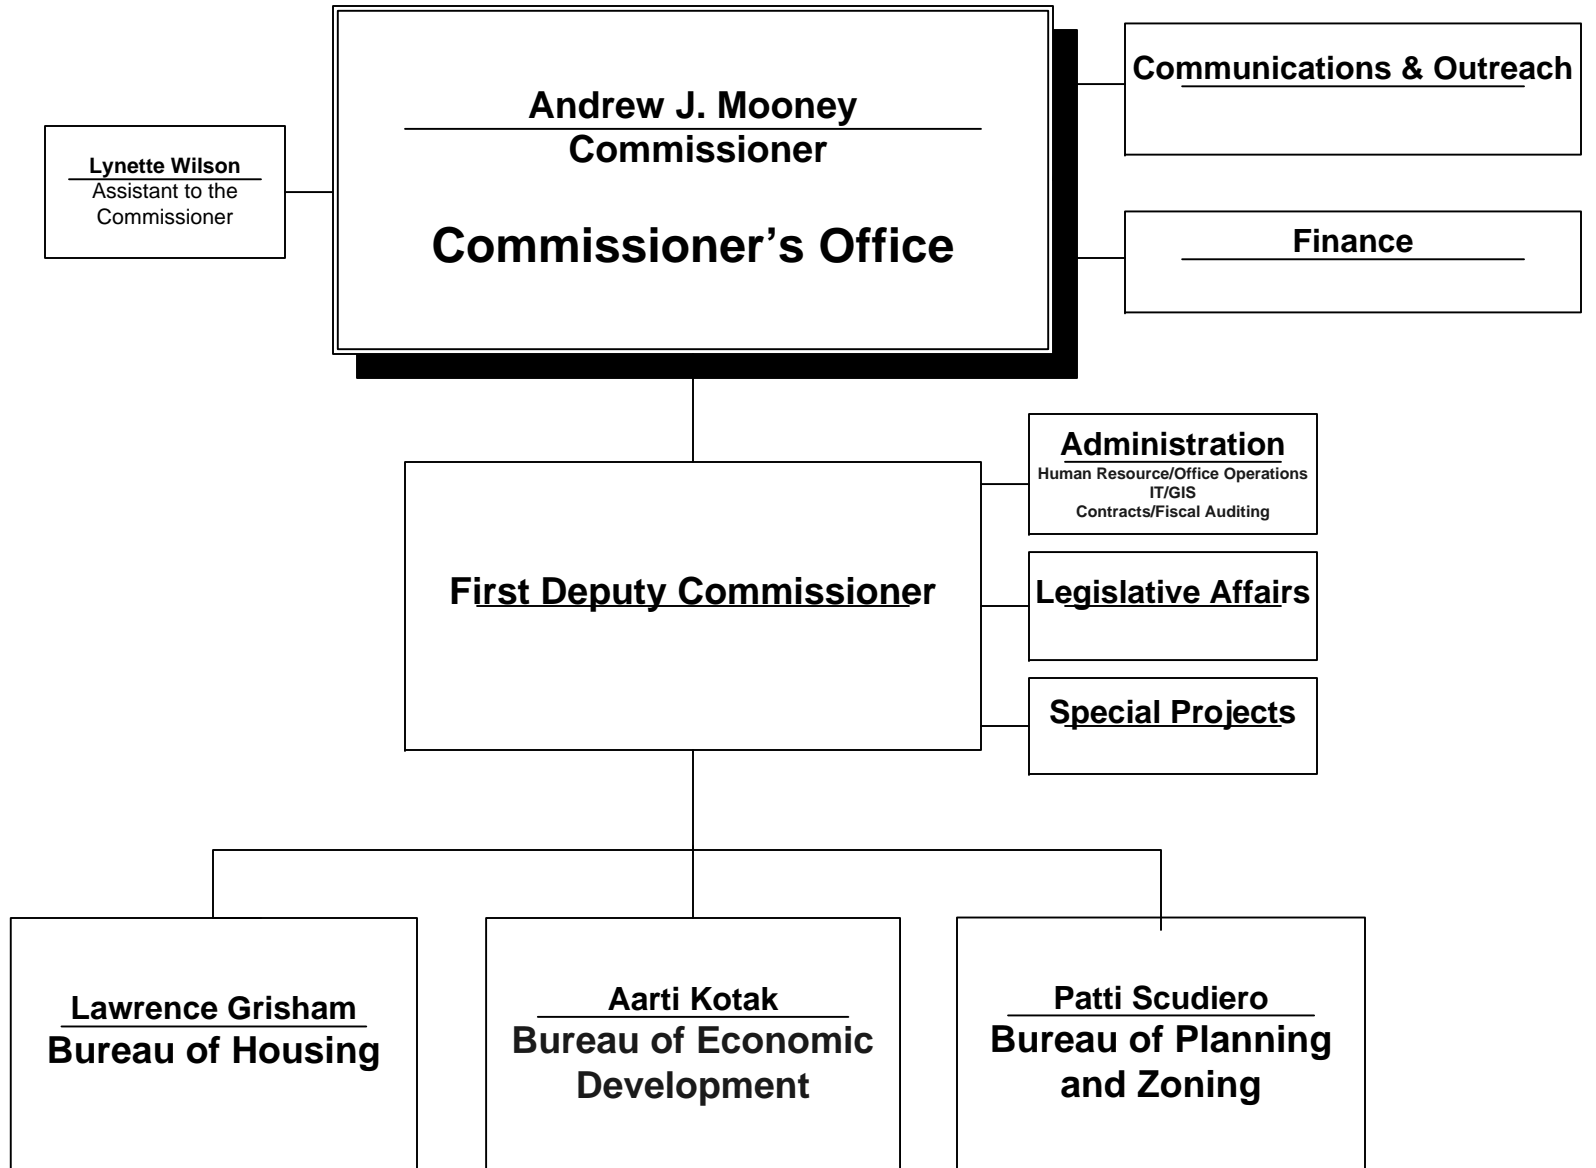 Andrew J. Mooney
Commissioner
Commissioner's Office
Lynette Wilson
Assistant to the
Commissioner
Communications & Outreach
Finance
First Deputy Commissioner
Administration
Human Resource/Office Operations
IT/GIS
Contracts/Fiscal Auditing
Legislative Affairs
Special Projects
Lawrence Grisham
Bureau of Housing
Aarti Kotak
Bureau of Economic
Development
Patti Scudiero
Bureau of Planning
and Zoning